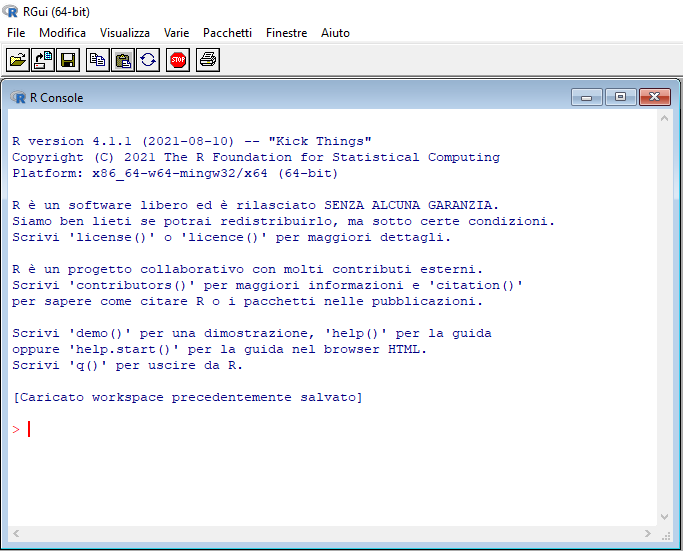 RGui (64-bit)
File Modifica Visualizza Varie Pacchetti Finestre Aiuto
STOP
R Console
R version 4.1.1 (2021-08-10) -- "Kick Things"
Copyright (C) 2021 The R Foundation for Statistical Computing
Platform: x86_64-w64-mingw32/x64 (64-bit)
R è un software libero ed è rilasciato SENZA ALCUNA GARANZIA.
Siamo ben lieti se potrai redistribuirlo, ma sotto certe condizioni.
Scrivi 'license()' o 'licence()' per maggiori dettagli.
R è un progetto collaborativo con molti contributi esterni.
Scrivi 'contributors()' per maggiori informazioni e 'citation()'
per sapere come citare R o i pacchetti nelle pubblicazioni.
Scrivi 'demo()' per una dimostrazione, 'help()' per la guida
oppure 'help.start()' per la guida nel browser HTML.
Scrivi 'q()' per uscire da R.
[Caricato workspace precedentemente salvato]
>